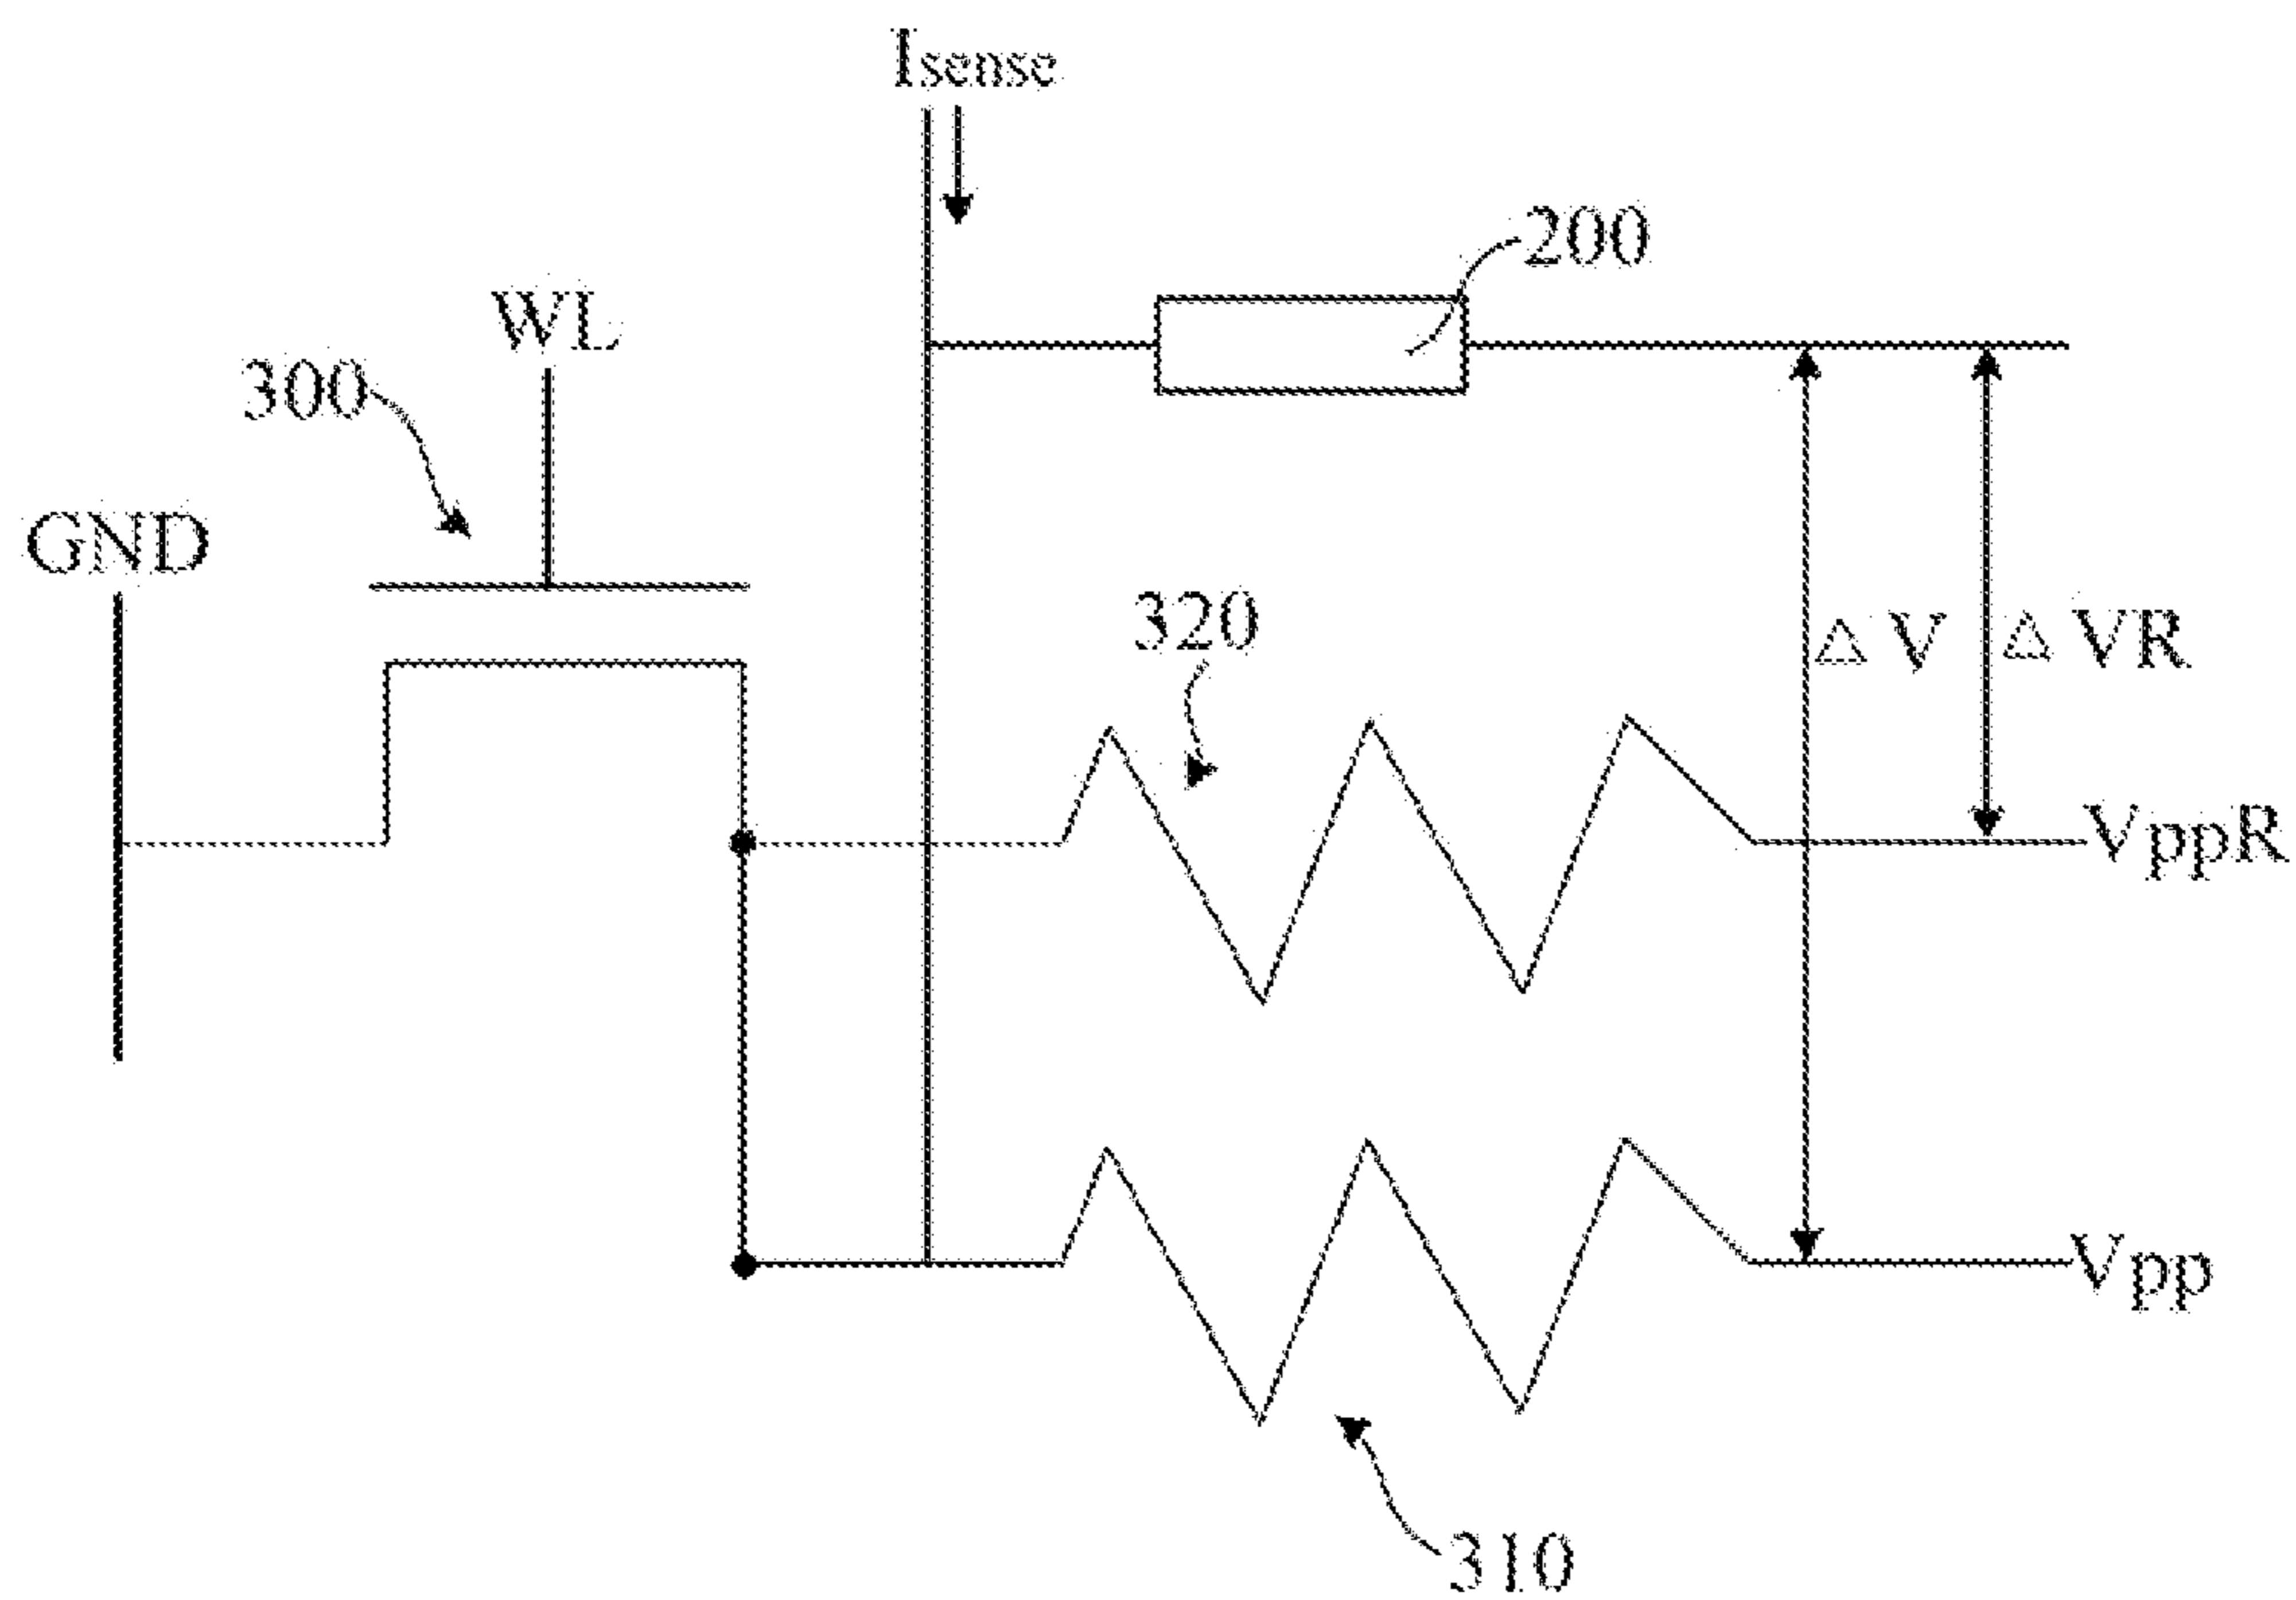 Isense
200
WL
300
GND
320
△ V
△ VR
VppR
Vpp
310